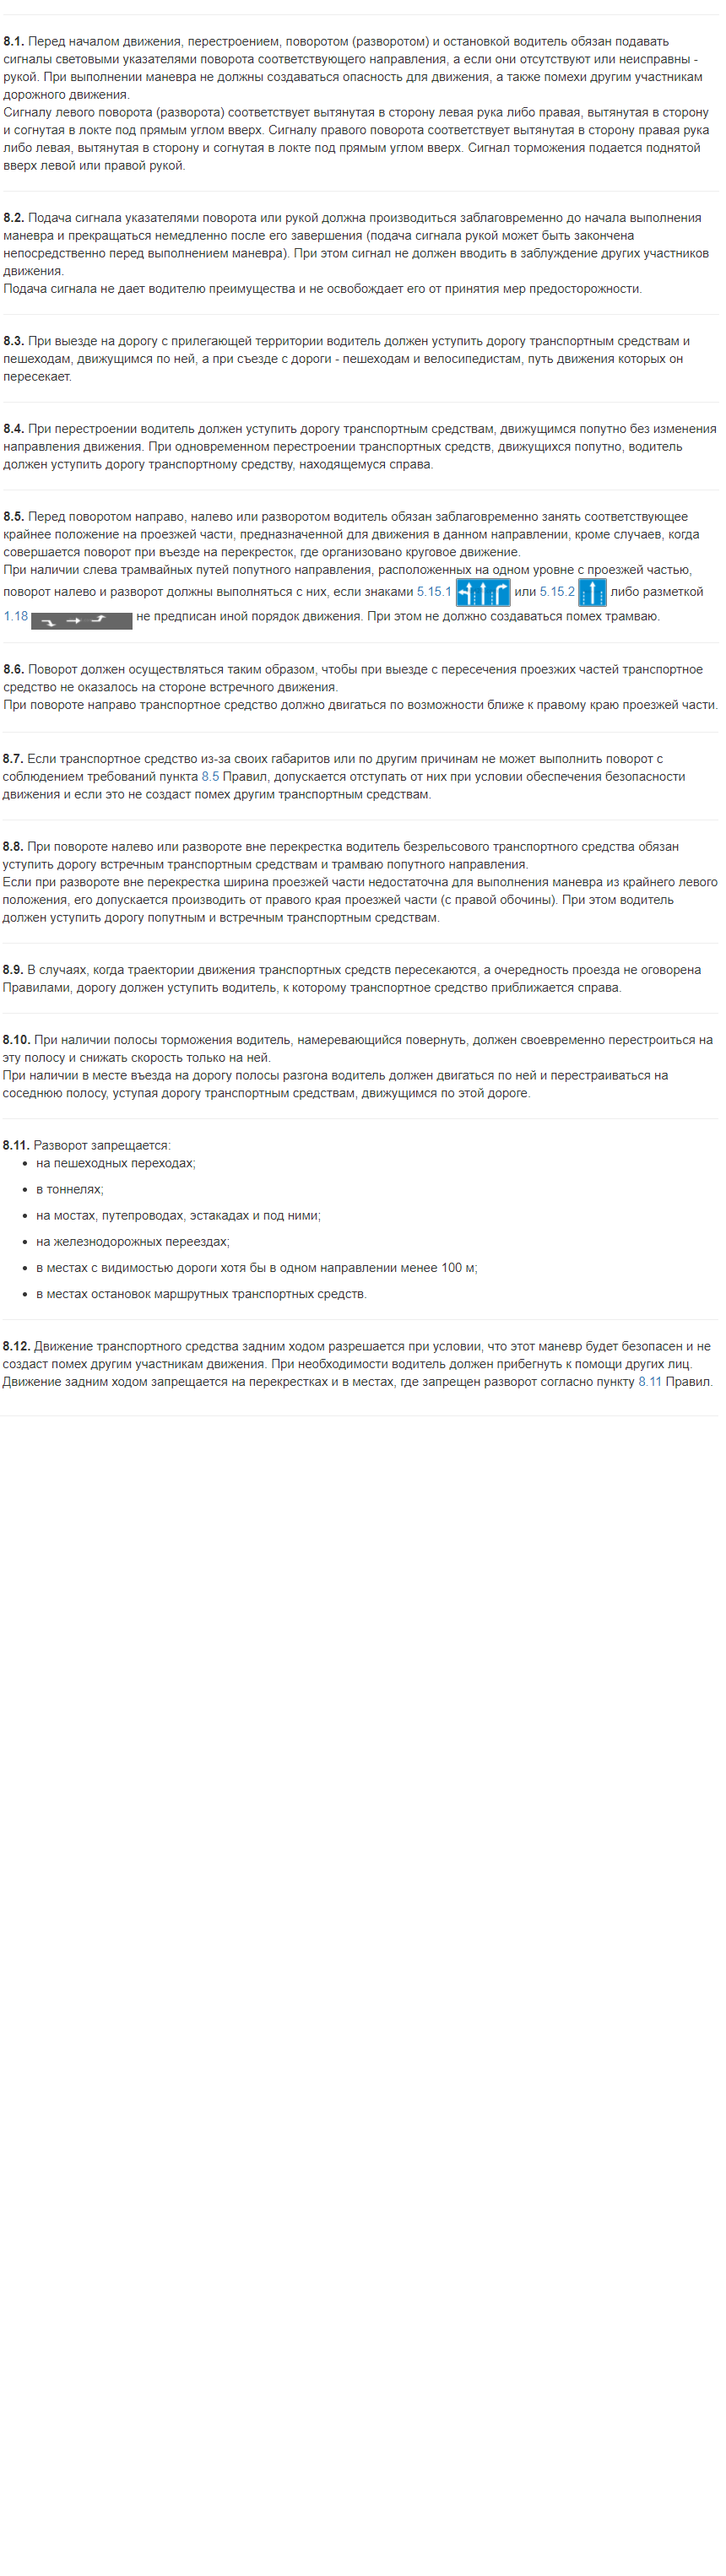 8.1. Перед началом движения, перестроением, поворотом (разворотом) и остановкой водитель обязан подавать
сигналы световыми указателями поворота соответствующего направления, а если они отсутствуют или неисправны -
рукой. При выполнении маневра не должны создаваться опасность для движения, а также помехи другим участникам
дорожного движения.
Сигналу левого поворота (разворота) соответствует вытянутая в сторону левая рука либо правая, вытянутая в сторону
и согнутая в локте под прямым углом вверх. Сигналу правого поворота соответствует вытянутая в сторону правая рука
либо левая, вытянутая в сторону и согнутая в локте под прямым углом вверх. Сигнал торможения подается поднятой
вверх левой или правой рукой.
8.2. Подача сигнала указателями поворота или рукой должна производиться заблаговременно до начала выполнения
маневра и прекращаться немедленно после его завершения (подача сигнала рукой может быть закончена
непосредственно перед выполнением маневра). При этом сигнал не должен вводить в заблуждение других участников
движения.
Подача сигнала не дает водителю преимущества и не освобождает его от принятия мер предосторожности.
8.3. При выезде на дорогу с прилегающей территории водитель должен уступить дорогу транспортным средствам и
пешеходам, движущимся по ней, а при съезде с дороги - пешеходам и велосипедистам, путь движения которых он
пересекает.
8.4. При перестроении водитель должен уступить дорогу транспортным средствам, движущимся попутно без изменения
направления движения. При одновременном перестроении транспортных средств, движущихся попутно, водитель
должен уступить дорогу транспортному средству, находящемуся справа.
8.5. Перед поворотом направо, налево или разворотом водитель обязан заблаговременно занять соответствующее
крайнее положение на проезжей части, предназначенной для движения в данном направлении, кроме случаев, когда
совершается поворот при въезде на перекресток, где организовано круговое движение.
При наличии слева трамвайных путей попутного направления, расположенных на одном уровне с проезжей частью,
поворот налево и разворот должны выполняться с них, если знаками 5.15.1 или 5.15.2 либо разметкой
1.18 не предписан иной порядок движения. При этом не должно создаваться помех трамваю.
8.6. Поворот должен осуществляться таким образом, чтобы при выезде с пересечения проезжих частей транспортное
средство не оказалось на стороне встречного движения.
При повороте направо транспортное средство должно двигаться по возможности ближе к правому краю проезжей части.
8.7. Если транспортное средство из-за своих габаритов или по другим причинам не может выполнить поворот с
соблюдением требований пункта 8.5 Правил, допускается отступать от них при условии обеспечения безопасности
движения и если это не создаст помех другим транспортным средствам.
8.8. При повороте налево или развороте вне перекрестка водитель безрельсового транспортного средства обязан
уступить дорогу встречным транспортным средствам и трамваю попутного направления.
Если при развороте вне перекрестка ширина проезжей части недостаточна для выполнения маневра из крайнего левого
положения, его допускается производить от правого края проезжей части (с правой обочины). При этом водитель
должен уступить дорогу попутным и встречным транспортным средствам.
8.9. В случаях, когда траектории движения транспортных средств пересекаются, а очередность проезда не оговорена
Правилами, дорогу должен уступить водитель, к которому транспортное средство приближается справа.
8.10. При наличии полосы торможения водитель, намеревающийся повернуть, должен своевременно перестроиться на
эту полосу и снижать скорость только на ней.
При наличии в месте въезда на дорогу полосы разгона водитель должен двигаться по ней и перестраиваться на
соседнюю полосу, уступая дорогу транспортным средствам, движущимся по этой дороге.
8.11. Разворот запрещается:
• на пешеходных переходах;
• в тоннелях;
• на мостах, путепроводах, эстакадах и под ними;
• на железнодорожных переездах;
• в местах с видимостью дороги хотя бы в одном направлении менее 100 м;
• в местах остановок маршрутных транспортных средств.
8.12. Движение транспортного средства задним ходом разрешается при условии, что этот маневр будет безопасен и не
создаст помех другим участникам движения. При необходимости водитель должен прибегнуть к помощи других лиц.
Движение задним ходом запрещается на перекрестках и в местах, где запрещен разворот согласно пункту 8.11 Правил.